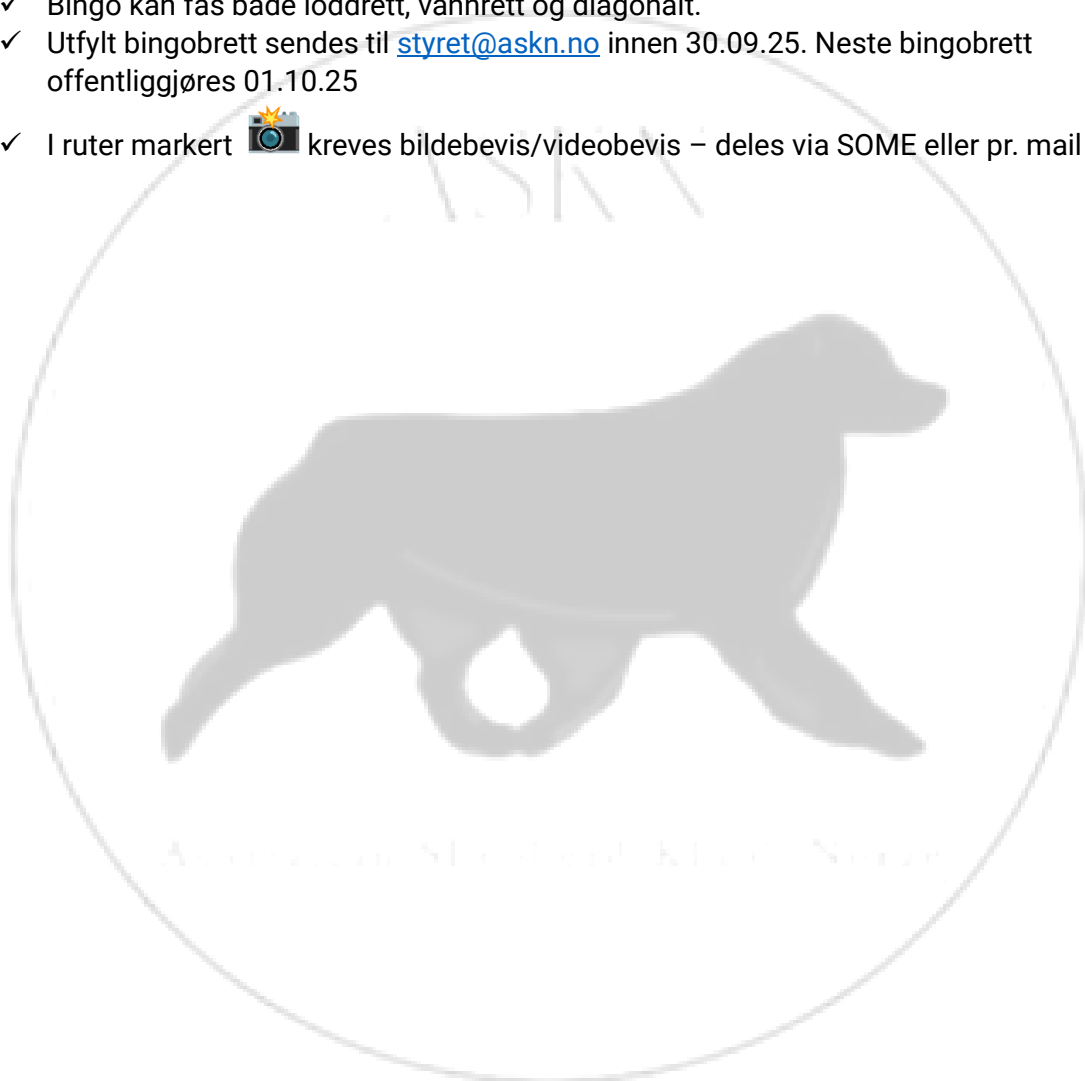 ✓ Bingo kan fås både loddrett, vannrett og diagonalt.
✓ Utfylt bingobrett sendes til styret@askn.no innen 30.09.25. Neste bingobrett
offentliggjøres 01.10.25
✓ I ruter markert 📸 kreves bildebevis/videobevis – deles via SOME eller pr. mail
ASKN